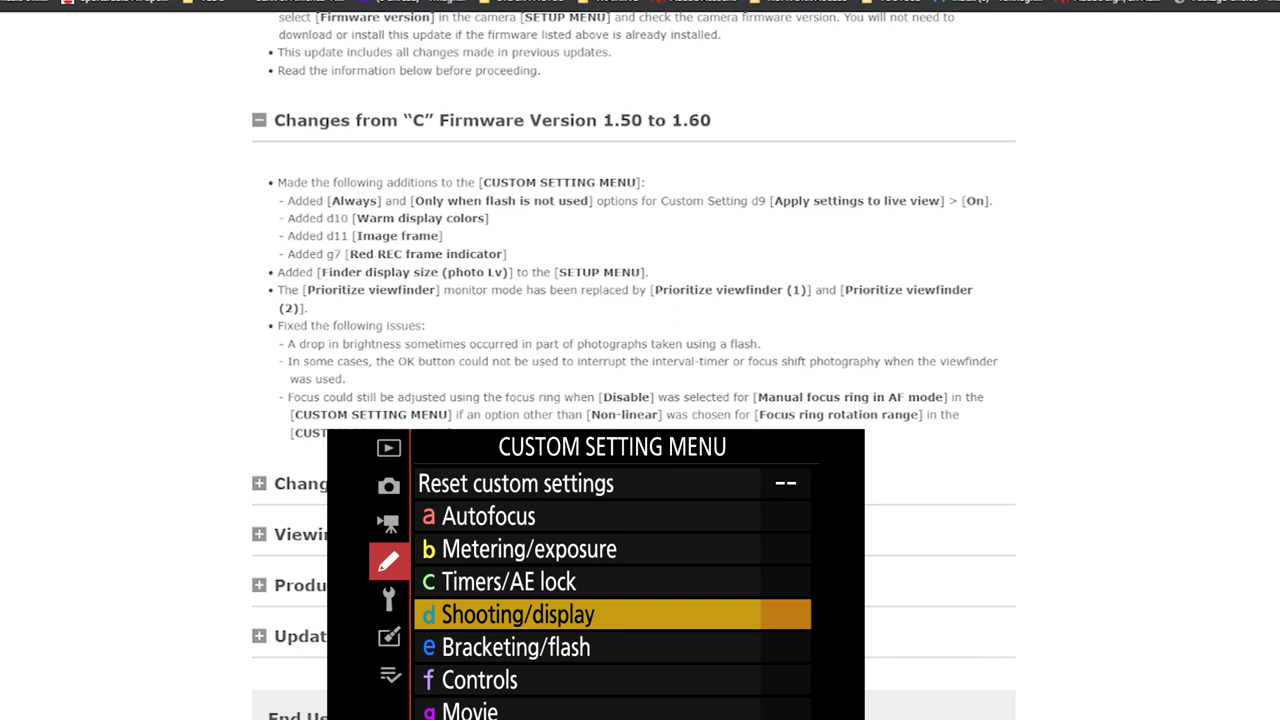 select [Firmware version] in the camera [SETUP MENU] and check the camera firmware version. You will not need to
download or install this update if the firmware listed above is already installed.
• This update includes all changes made in previous updates.
• Read the information below before proceeding.
Changes from “C” Firmware Version 1.50 to 1.60
• Made the following additions to the [CUSTOM SETTING MENU]:
- Added [Always] and [Only when flash is not used] options for Custom Setting d9 [Apply settings to live view] > [On].
- Added d10 [Warm display colors]
- Added d11 [Image frame]
- Added g7 [Red REC frame indicator]
• Added [Finder display size (photo Lv)] to the [SETUP MENU].
• The [Prioritize viewfinder] monitor mode has been replaced by [Prioritize viewfinder (1)] and [Prioritize viewfinder
(2)].
• Fixed the following issues:
- A drop in brightness sometimes occurred in part of photographs taken using a flash.
- In some cases, the OK button could not be used to interrupt the interval-timer or focus shift photography when the viewfinder
was used.
- Focus could still be adjusted using the focus ring when [Disable] was selected for [Manual focus ring in AF mode] in the
[CUSTOM SETTING MENU] if an option other than [Non-linear] was chosen for [Focus ring rotation range] in the
[CUST
Chang
Viewin
Produ
Updat
End Us
CUSTOM SETTING MENU
Reset custom settings --
a Autofocus
b Metering/exposure
c Timers/AE lock
d Shooting/display
e Bracketing/flash
f Controls
g Movie